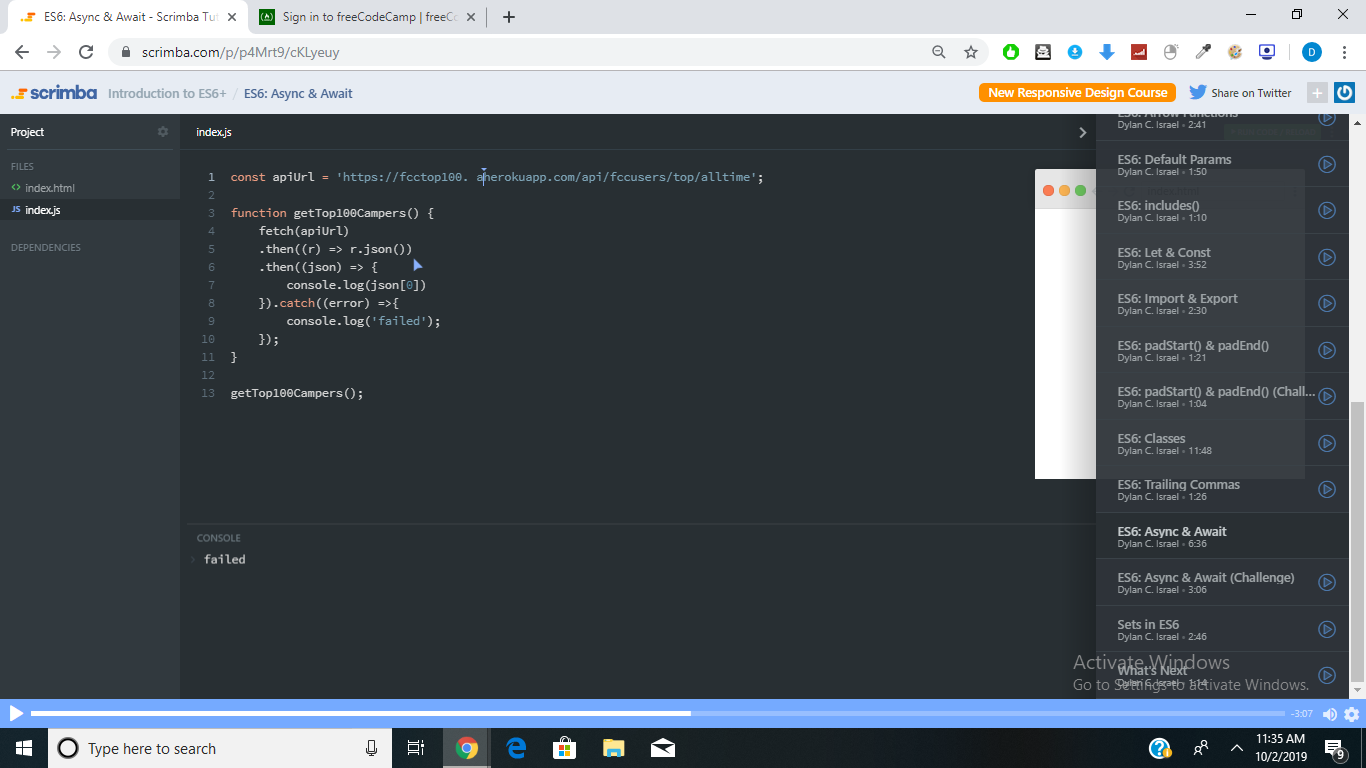 ES6: Async & Await - Scrimba Tut
Sign in to freeCodeCamp | freeCo
scrimba.com/p/p4Mrt9/cKLyeuy
D
scrimba
Introduction to ES6+ / ES6: Async & Await
New Responsive Design Course
Share on Twitter
Project
FILES
<> index.html
JS index.js
DEPENDENCIES
index.js
1 const apiUrl = 'https://fcctop100. aherokuapp.com/api/fccusers/top/alltime';
2
3 function getTop100Campers() {
4 fetch(apiUrl)
5 .then((r) => r.json())
6 .then((json) => {
7 console.log(json[0])
8 }).catch((error) =>{
9 console.log('failed');
10 });
11 }
12
13 getTop100Campers();
CONSOLE
failed
ES6: Arrow Functions
Dylan C. Israel • 2:41
ES6: Default Params
Dylan C. Israel • 1:50
ES6: includes()
Dylan C. Israel • 1:10
ES6: Let & Const
Dylan C. Israel • 3:52
ES6: Import & Export
Dylan C. Israel • 2:30
ES6: padStart() & padEnd()
Dylan C. Israel • 1:21
ES6: padStart() & padEnd() (Chall...
Dylan C. Israel • 1:04
ES6: Classes
Dylan C. Israel • 11:48
ES6: Trailing Commas
Dylan C. Israel • 1:26
ES6: Async & Await
Dylan C. Israel • 6:36
ES6: Async & Await (Challenge)
Dylan C. Israel • 3:06
Sets in ES6
Dylan C. Israel • 2:46
What's Next
Dylan C. Israel • 1:14
Activate Windows
Go to Settings to activate Windows.
-3:07
Type here to search
11:35 AM
10/2/2019
9